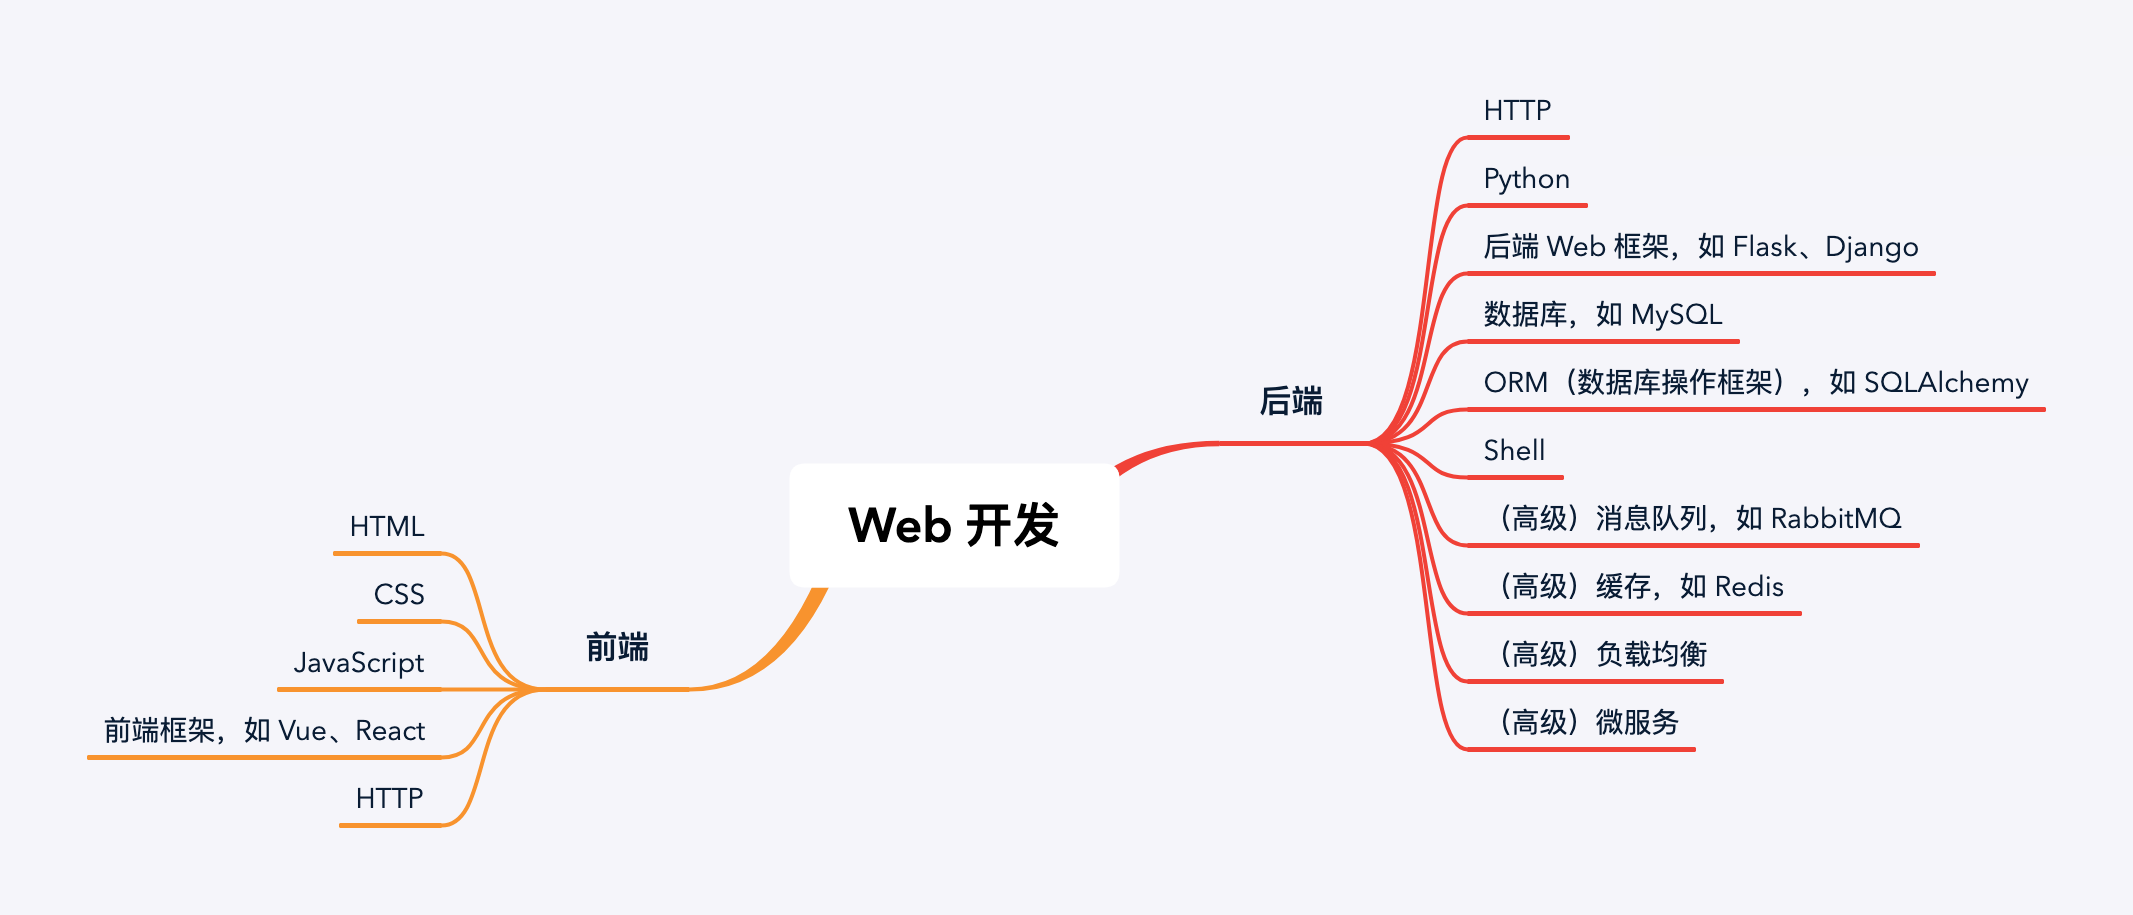 Web 开发
后端
HTTP
Python
后端 Web 框架，如 Flask、Django
数据库，如 MySQL
ORM（数据库操作框架），如 SQLAlchemy
Shell
（高级）消息队列，如 RabbitMQ
（高级）缓存，如 Redis
（高级）负载均衡
（高级）微服务
前端
HTML
CSS
JavaScript
前端框架，如 Vue、React
HTTP